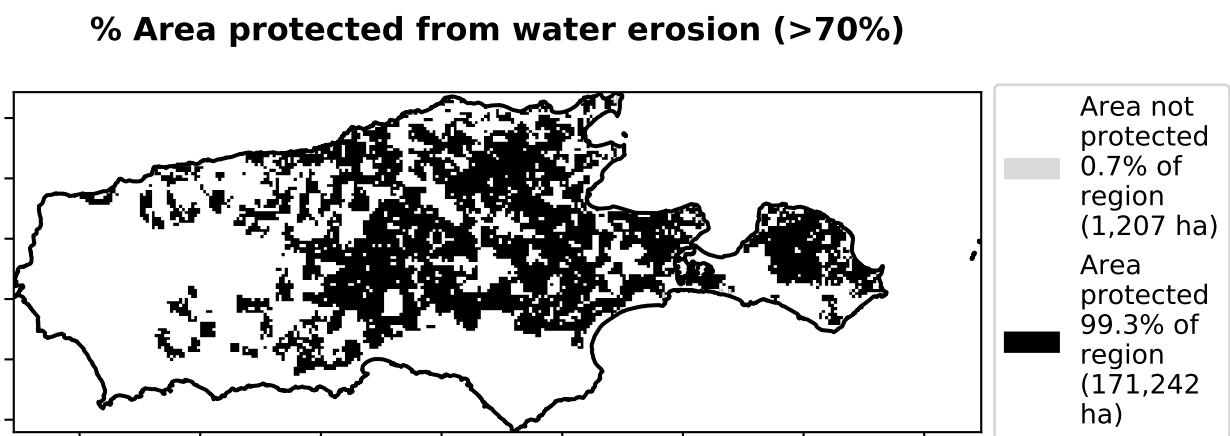 % Area protected from water erosion (>70%)
Area not
protected
0.7% of
region
(1,207 ha)
Area
protected
99.3% of
region
(171,242
ha)